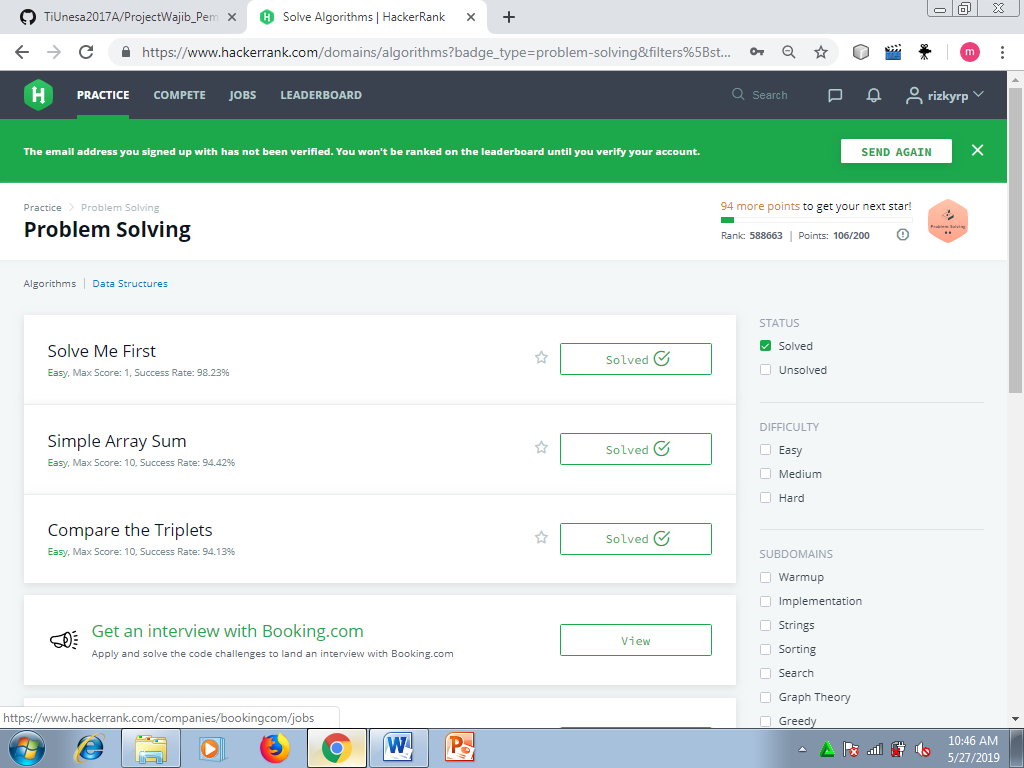 TiUnesa2017A/ProjectWajib_Pem
Solve Algorithms | HackerRank
https://www.hackerrank.com/domains/algorithms?badge_type=problem-solving&filters%5Bst...
m
H
PRACTICE
COMPETE
JOBS
LEADERBOARD
Search
rizkyrp
The email address you signed up with has not been verified. You won't be ranked on the leaderboard until you verify your account.
SEND AGAIN
Practice > Problem Solving
Problem Solving
94 more points to get your next star!
Rank: 588663 | Points: 106/200
Problem Solving
Algorithms | Data Structures
Solve Me First
Easy, Max Score: 1, Success Rate: 98.23%
Solved
Simple Array Sum
Easy, Max Score: 10, Success Rate: 94.42%
Solved
Compare the Triplets
Easy, Max Score: 10, Success Rate: 94.13%
Solved
Get an interview with Booking.com
Apply and solve the code challenges to land an interview with Booking.com
View
STATUS
Solved
Unsolved
DIFFICULTY
Easy
Medium
Hard
SUBDOMAINS
Warmup
Implementation
Strings
Sorting
Search
Graph Theory
Greedy
https://www.hackerrank.com/companies/bookingcom/jobs
10:46 AM
5/27/2019